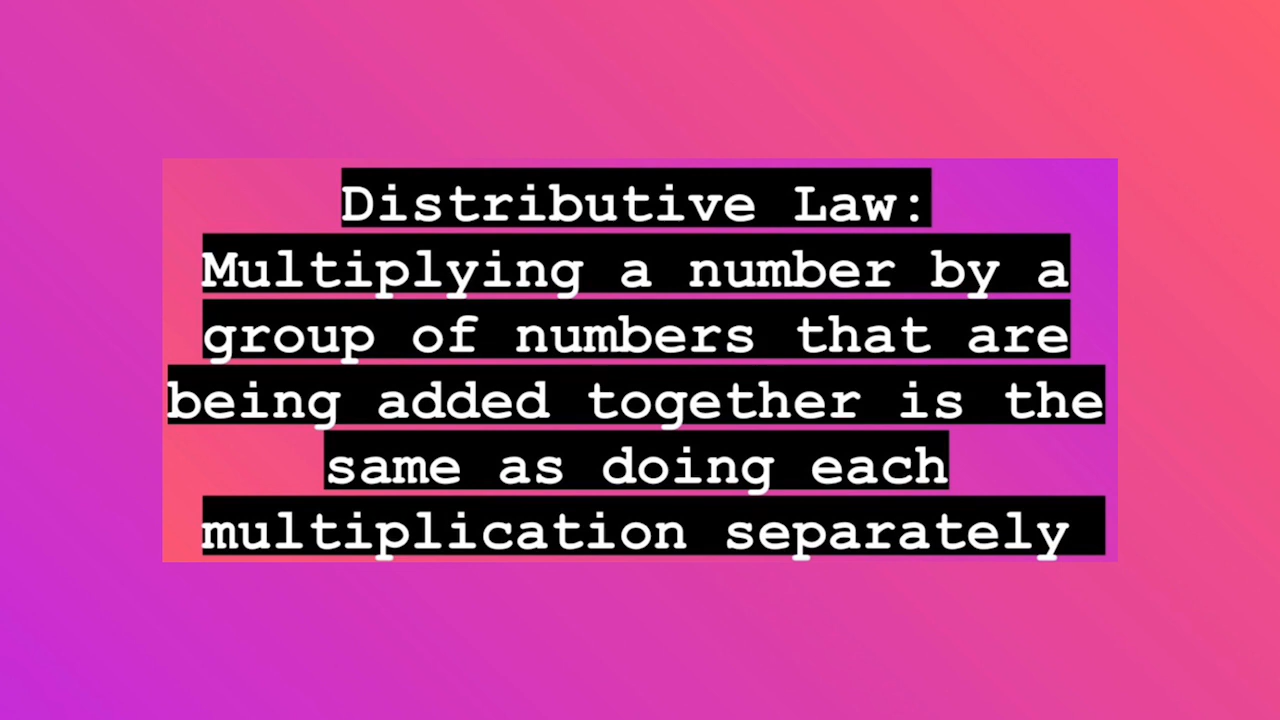 Distributive Law:
Multiplying a number by a
group of numbers that are
being added together is the
same as doing each
multiplication separately